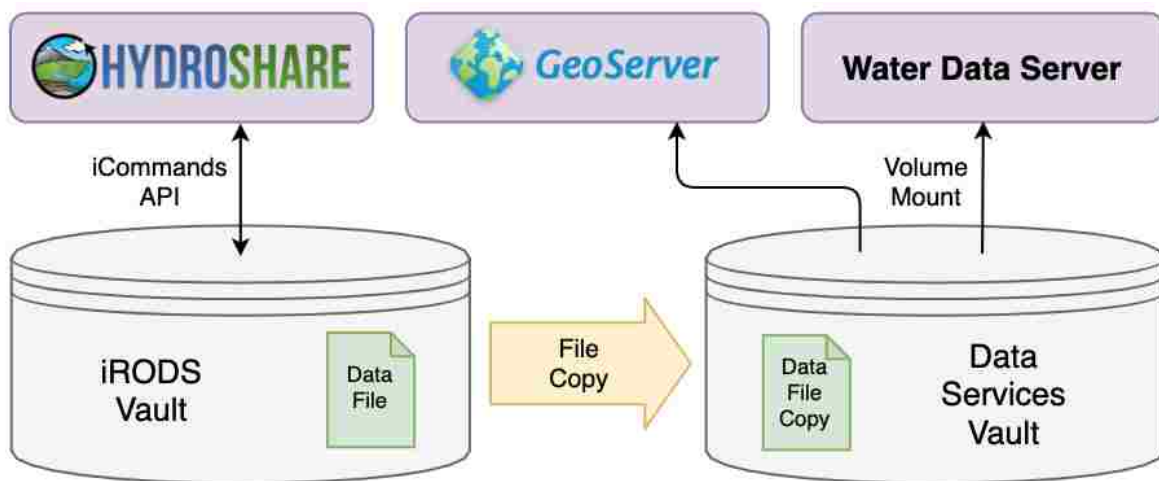 HYDROSHARE
GeoServer
Water Data Server
iCommands
API
Volume
Mount
iRODS
Vault
Data
File
File
Copy
Data
File
Copy
Data
Services
Vault